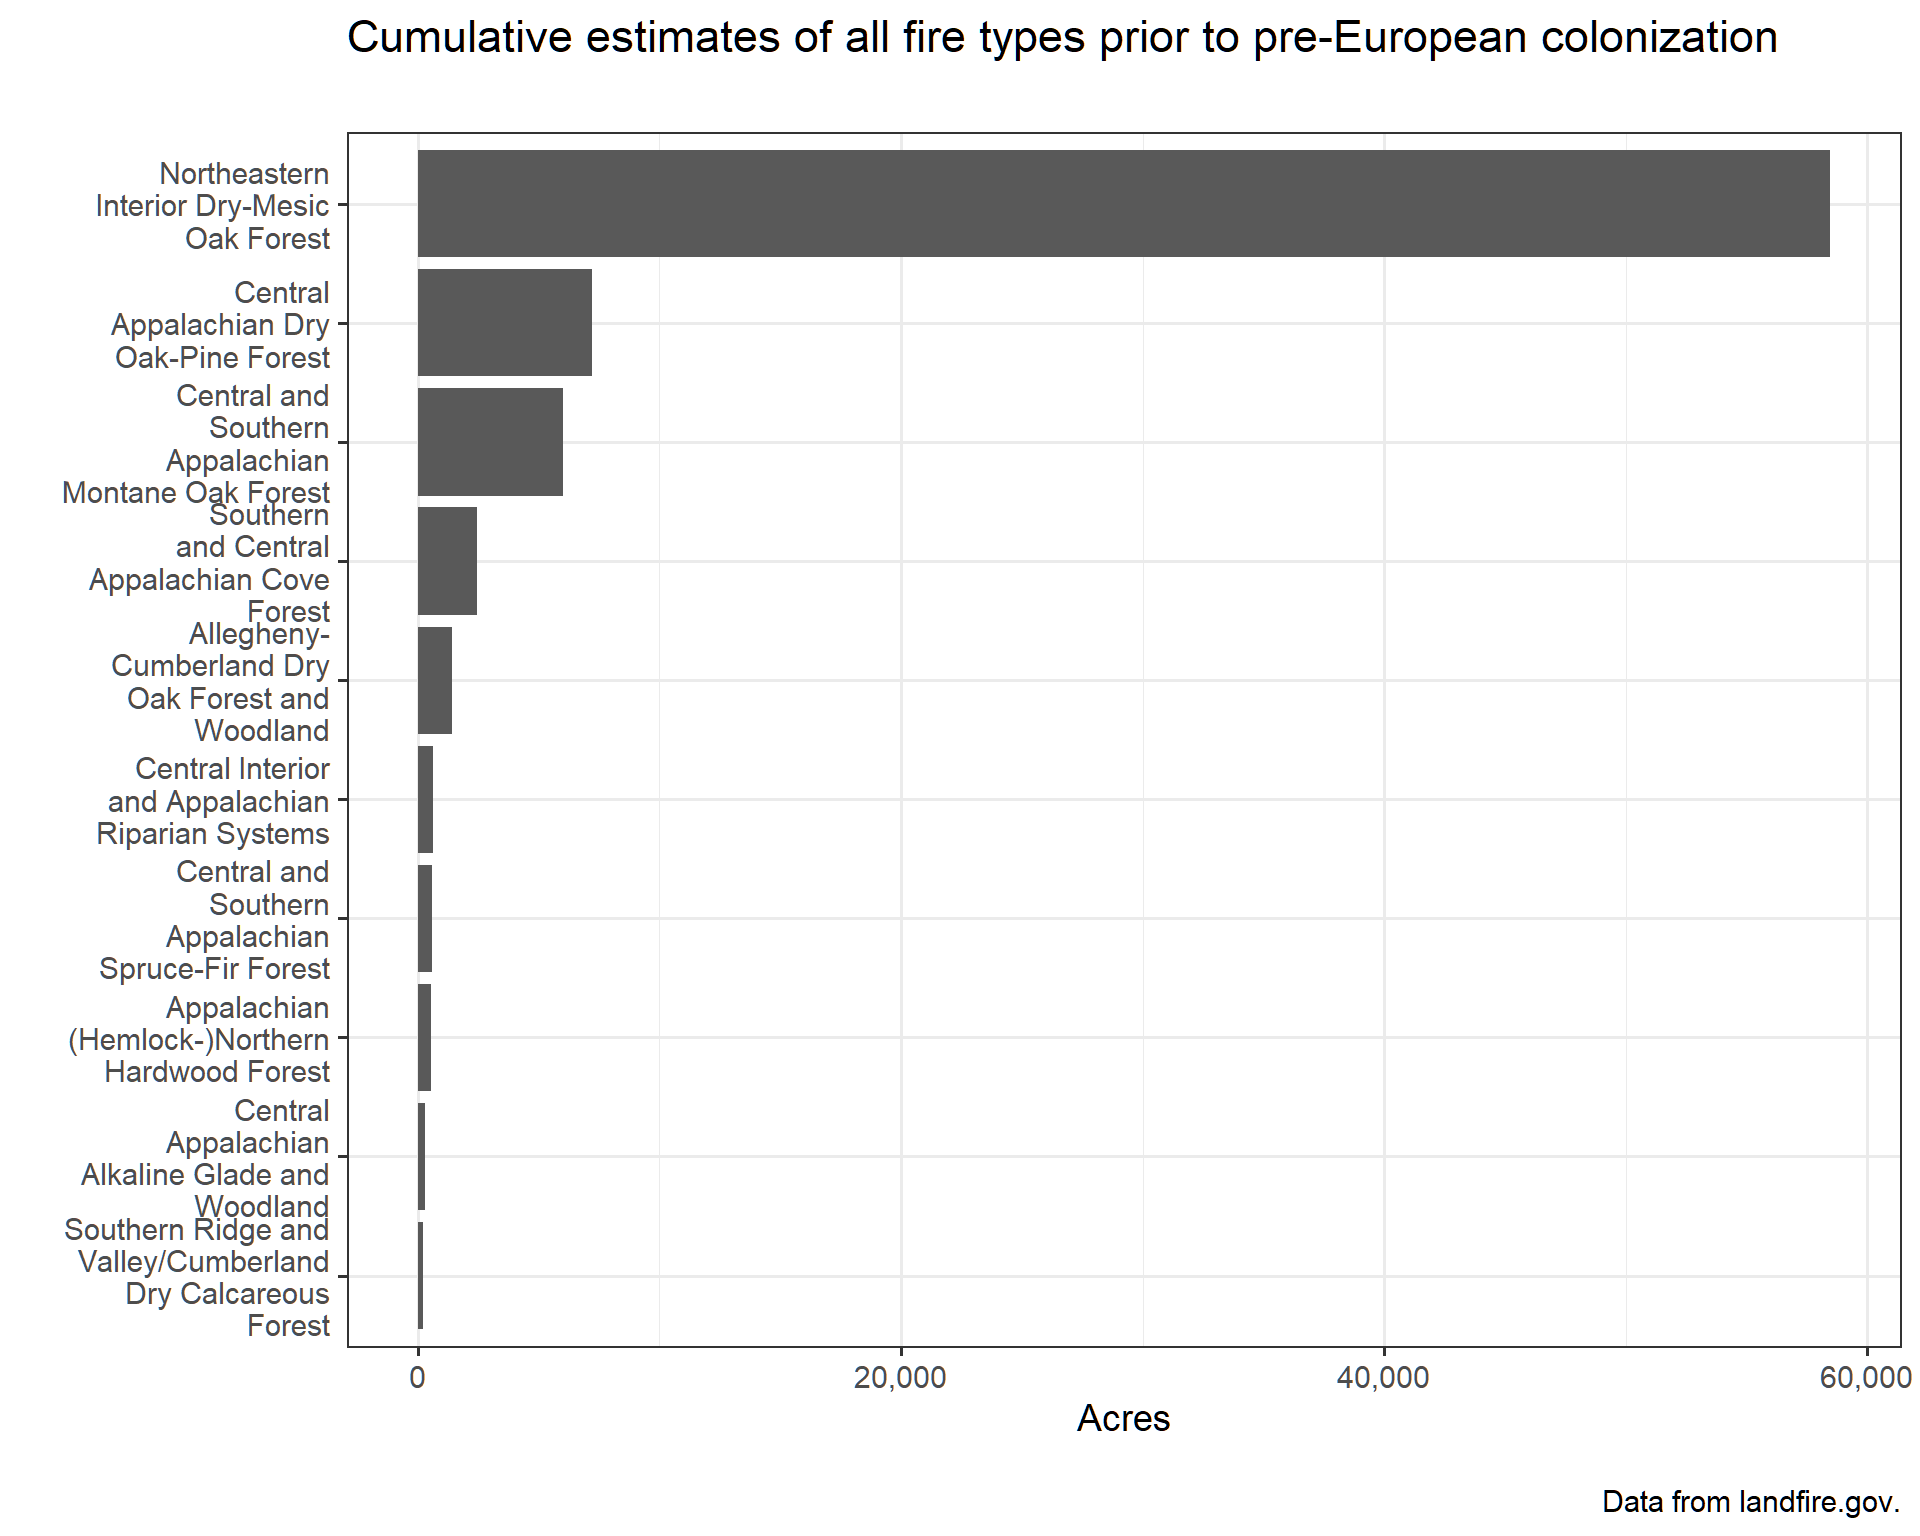 Cumulative estimates of all fire types prior to pre-European colonization
Northeastern
Interior Dry-Mesic
Oak Forest
Central
Appalachian Dry
Oak-Pine Forest
Central and
Southern
Appalachian
Montane Oak Forest
Southern
and Central
Appalachian Cove
Forest
Allegheny-
Cumberland Dry
Oak Forest and
Woodland
Central Interior
and Appalachian
Riparian Systems
Central and
Southern
Appalachian
Spruce-Fir Forest
Appalachian
(Hemlock-)Northern
Hardwood Forest
Central
Appalachian
Alkaline Glade and
Woodland
Southern Ridge and
Valley/Cumberland
Dry Calcareous
Forest
0 20,000 40,000 60,000
Acres
Data from landfire.gov.